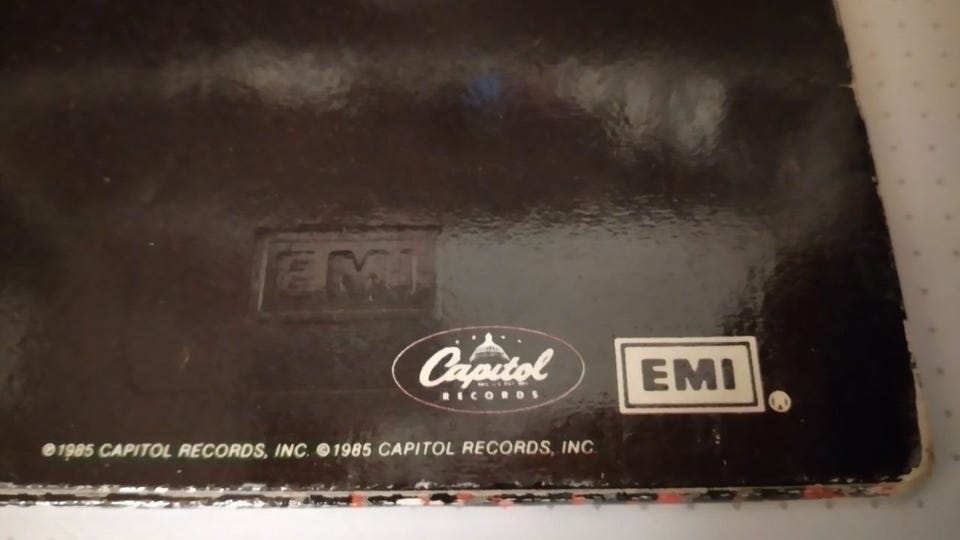 EMI
Capitol
RECORDS
EMI
℗1985 CAPITOL RECORDS, INC. ©1985 CAPITOL RECORDS, INC.